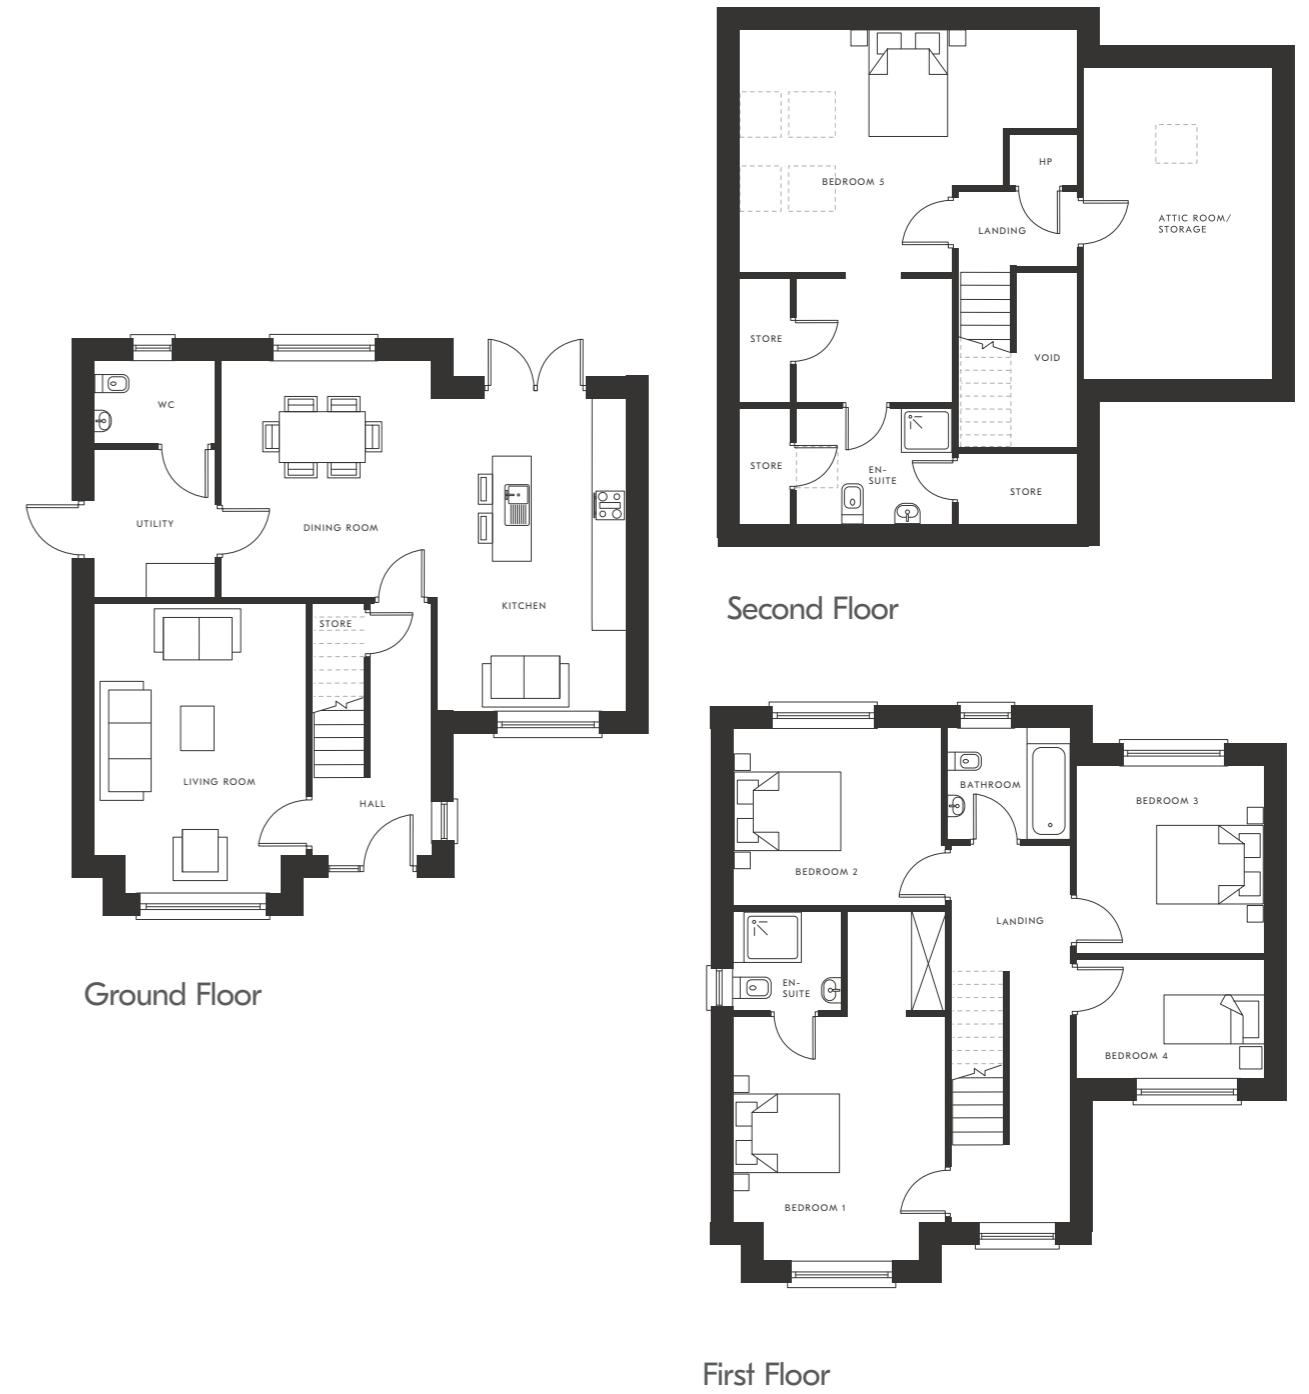 BEDROOM 5
HP
LANDING
ATTIC ROOM/
STORAGE
STORE
VOID
STORE
EN-
SUITE
STORE
Second Floor
WC
UTILITY
DINING ROOM
KITCHEN
STORE
LIVING ROOM
HALL
Ground Floor
BATHROOM
BEDROOM 3
BEDROOM 2
LANDING
EN-
SUITE
BEDROOM 4
BEDROOM 1
First Floor